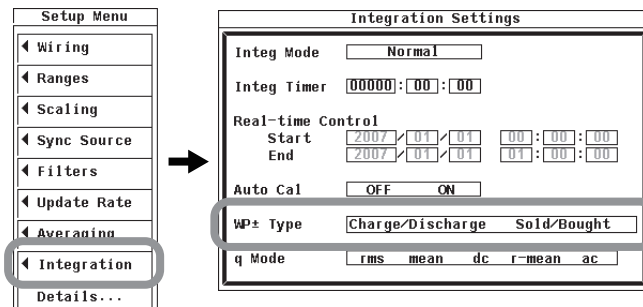 Setup Menu
Wiring
Ranges
Scaling
Sync Source
Filters
Update Rate
Averaging
Integration
Details...
Integration Settings
Integ Mode Normal
Integ Timer 00000 : 00 : 00
Real-time Control
Start 2007 / 01 / 01 00 : 00 : 00
End 2007 / 01 / 01 01 : 00 : 00
Auto Cal OFF ON
WP± Type Charge/Discharge Sold/Bought
q Mode rms mean dc r-mean ac